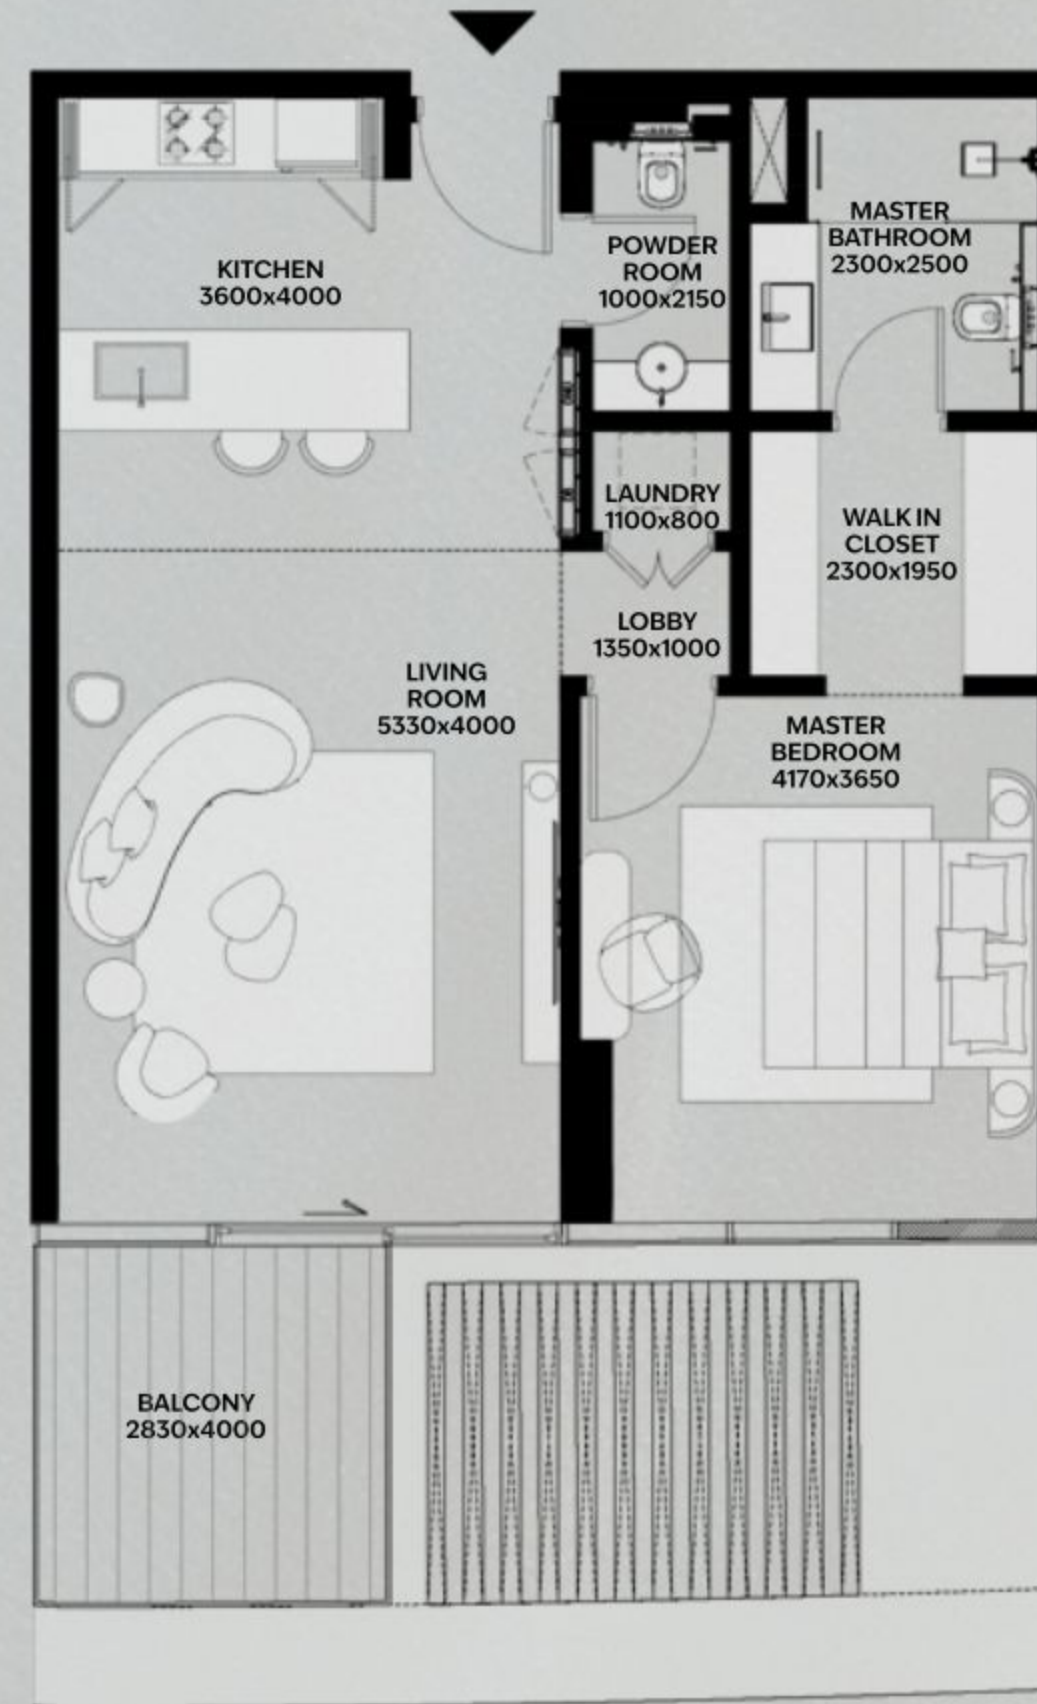 KITCHEN
3600x4000
POWDER
ROOM
1000x2150
MASTER
BATHROOM
2300x2500
LAUNDRY
1100x800
WALK IN
CLOSET
2300x1950
LOBBY
1350x1000
LIVING
ROOM
5330x4000
MASTER
BEDROOM
4170x3650
BALCONY
2830x4000